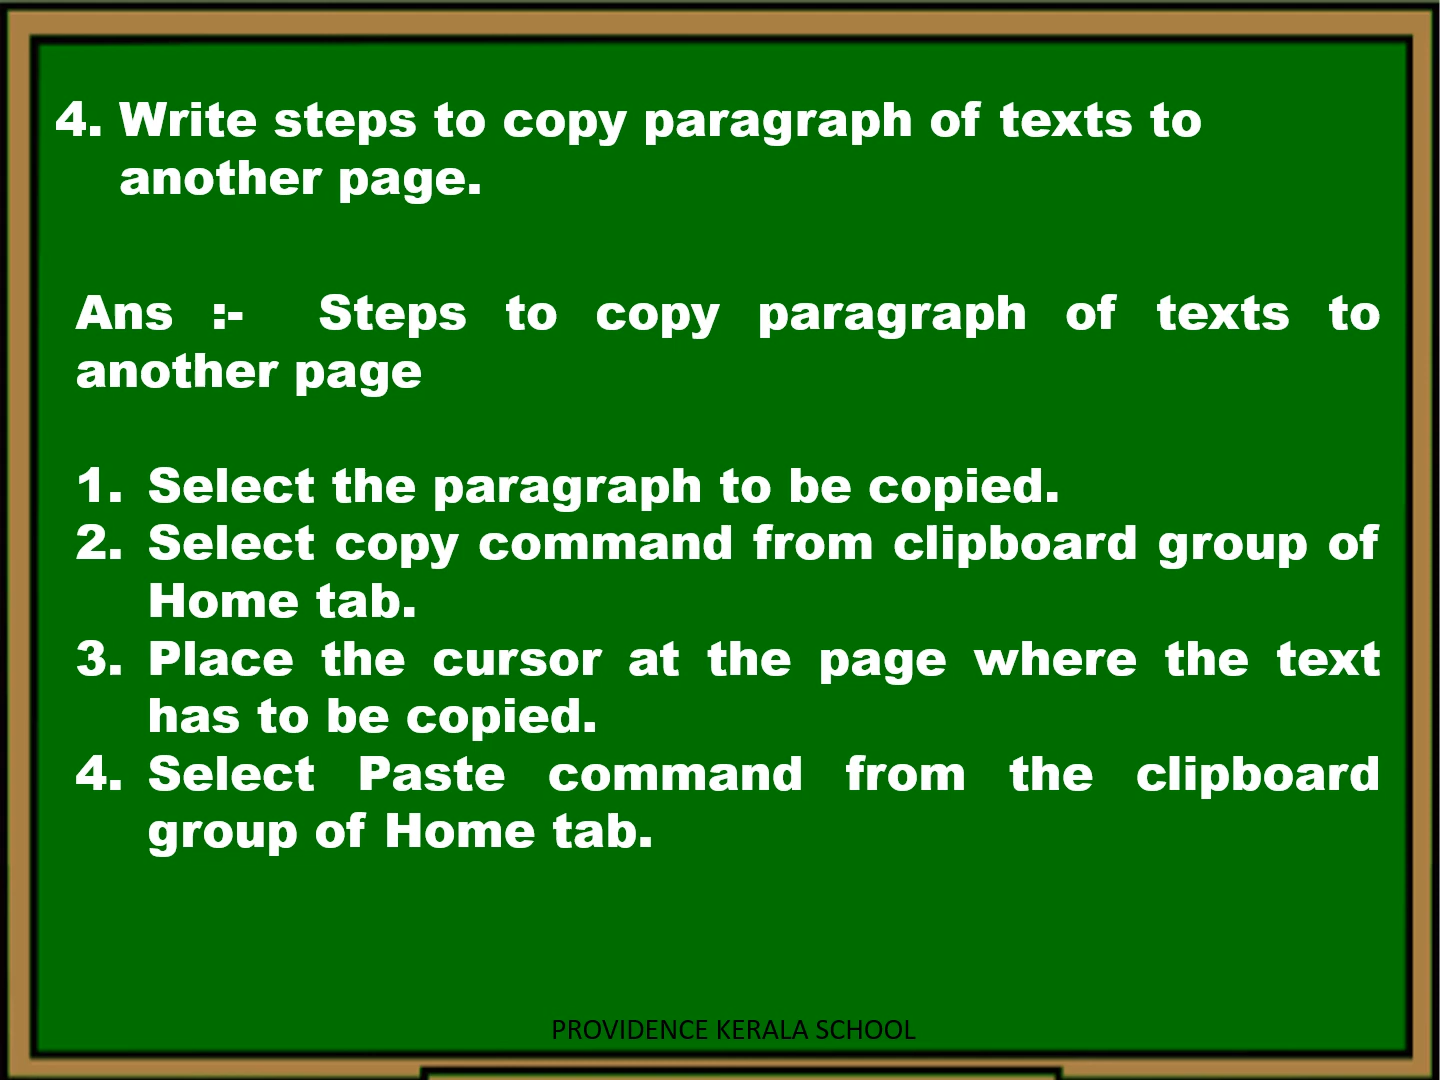 4. Write steps to copy paragraph of texts to
another page.
Ans :- Steps to copy paragraph of texts to
another page
1. Select the paragraph to be copied.
2. Select copy command from clipboard group of
Home tab.
3. Place the cursor at the page where the text
has to be copied.
4. Select Paste command from the clipboard
group of Home tab.
PROVIDENCE KERALA SCHOOL